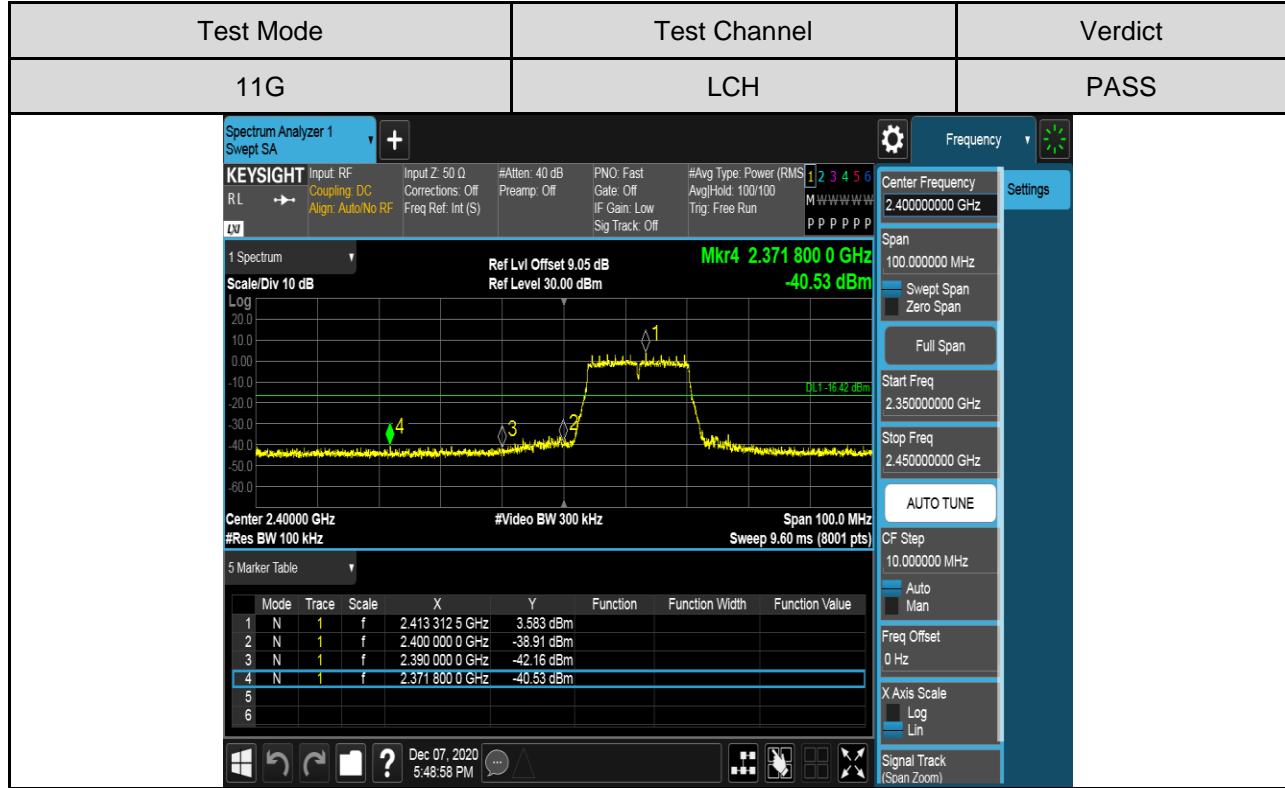 Test Mode Test Channel Verdict
11G LCH PASS
Spectrum Analyzer 1
Swept SA
+
Frequency
KEYSIGHT
RL
LXI
Input: RF
Coupling: DC
Align: Auto/No RF
Input Z: 50 Ω
Corrections: Off
Freq Ref: Int (S)
#Atten: 40 dB
Preamp: Off
PNO: Fast
Gate: Off
IF Gain: Low
Sig Track: Off
#Avg Type: Power (RMS
Avg|Hold: 100/100
Trig: Free Run
1 2 3 4 5 6
M W W W W W
P P P P P P
1 Spectrum
Scale/Div 10 dB
Ref Lvl Offset 9.05 dB
Ref Level 30.00 dBm
Mkr4 2.371 800 0 GHz
-40.53 dBm
Log
20.0
10.0
0.00
-10.0
-20.0
-30.0
-40.0
-50.0
-60.0
1
2
3
4
DL1 -16.42 dBm
Center 2.40000 GHz #Video BW 300 kHz Span 100.0 MHz
#Res BW 100 kHz Sweep 9.60 ms (8001 pts)
5 Marker Table
Mode Trace Scale X Y Function Function Width Function Value
1 N 1 f 2.413 312 5 GHz 3.583 dBm
2 N 1 f 2.400 000 0 GHz -38.91 dBm
3 N 1 f 2.390 000 0 GHz -42.16 dBm
4 N 1 f 2.371 800 0 GHz -40.53 dBm
5
6
?
Dec 07, 2020
5:48:58 PM
Center Frequency
2.400000000 GHz
Settings
Span
100.000000 MHz
Swept Span
Zero Span
Full Span
Start Freq
2.350000000 GHz
Stop Freq
2.450000000 GHz
AUTO TUNE
CF Step
10.000000 MHz
Auto
Man
Freq Offset
0 Hz
X Axis Scale
Log
Lin
Signal Track
(Span Zoom)